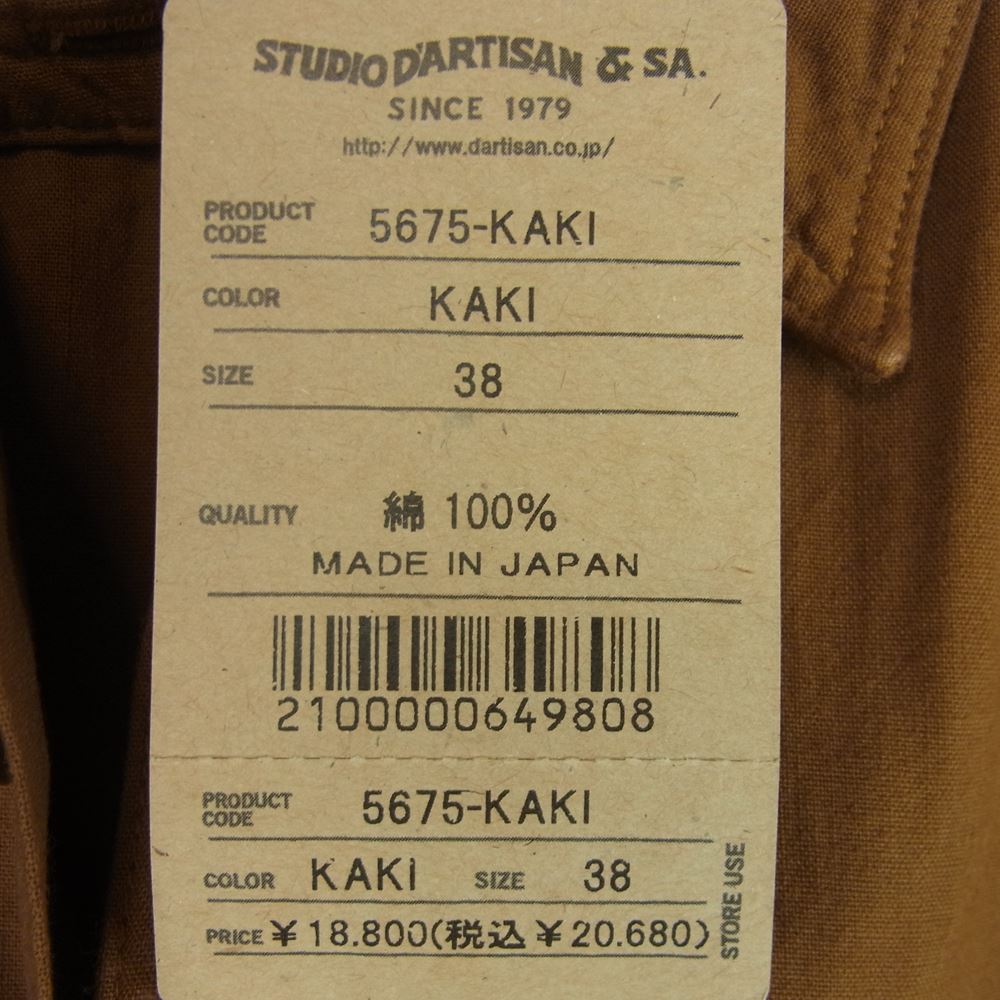 STUDIO D'ARTISAN & SA.
SINCE 1979
http://www.dartisan.co.jp/
PRODUCT CODE 5675-KAKI
COLOR KAKI
SIZE 38
QUALITY 綿 100%
MADE IN JAPAN
2100000649808
PRODUCT CODE 5675-KAKI
COLOR KAKI SIZE 38
PRICE ¥18.800(税込¥20.680)
STORE USE